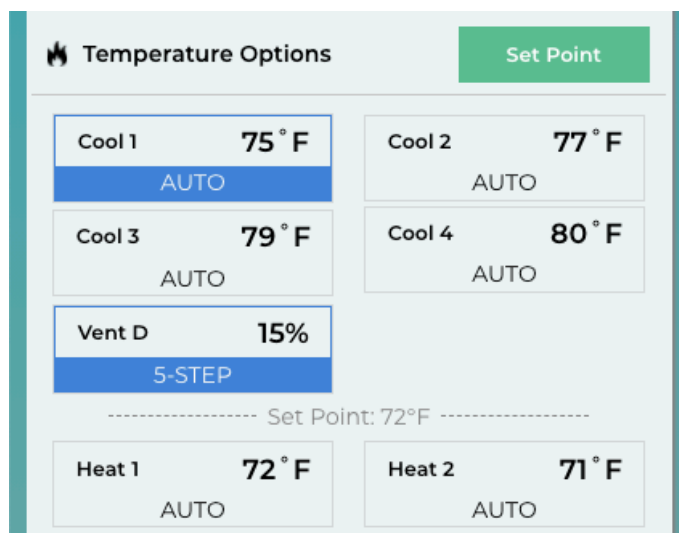 Temperature Options Set Point
Cool 1 75°F
AUTO
Cool 2 77°F
AUTO
Cool 3 79°F
AUTO
Cool 4 80°F
AUTO
Vent D 15%
5-STEP
Set Point: 72°F
Heat 1 72°F
AUTO
Heat 2 71°F
AUTO